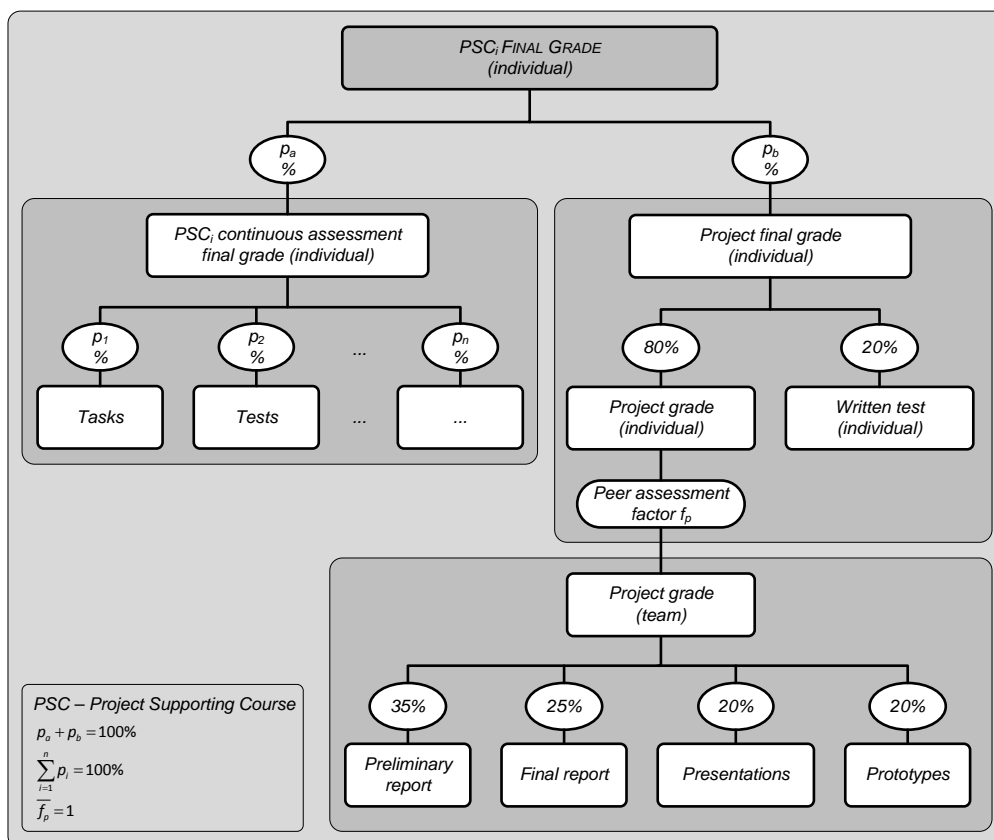 PSCi FINAL GRADE
(individual)
pa
%
pb
%
PSCi continuous assessment
final grade (individual)
Project final grade
(individual)
p1
%
p2
%
...
pn
%
80%
20%
Tasks
Tests
...
...
Project grade
(individual)
Written test
(individual)
Peer assessment
factor fp
Project grade
(team)
35%
25%
20%
20%
Preliminary
report
Final report
Presentations
Prototypes
PSC – Project Supporting Course
pa + pb = 100%
n
∑ pi = 100%
i=1
f̅p = 1